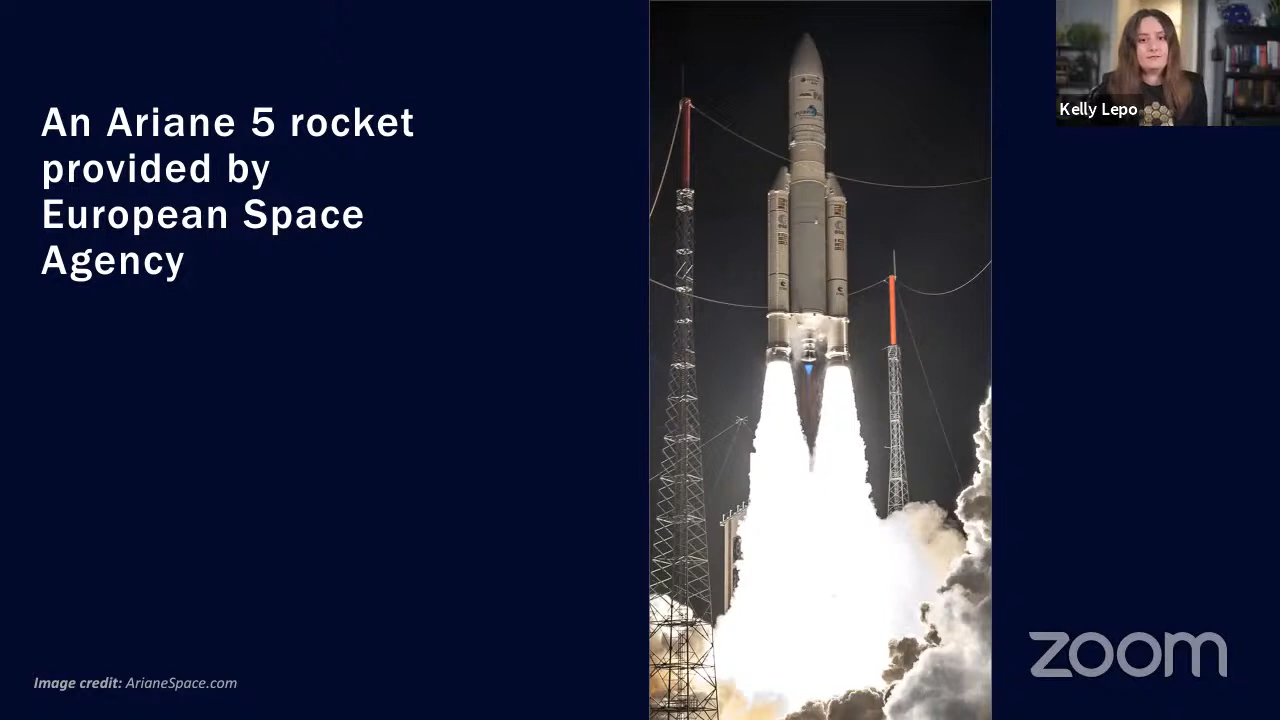 An Ariane 5 rocket
provided by
European Space
Agency
Kelly Lepo
Image credit: ArianeSpace.com
zoom